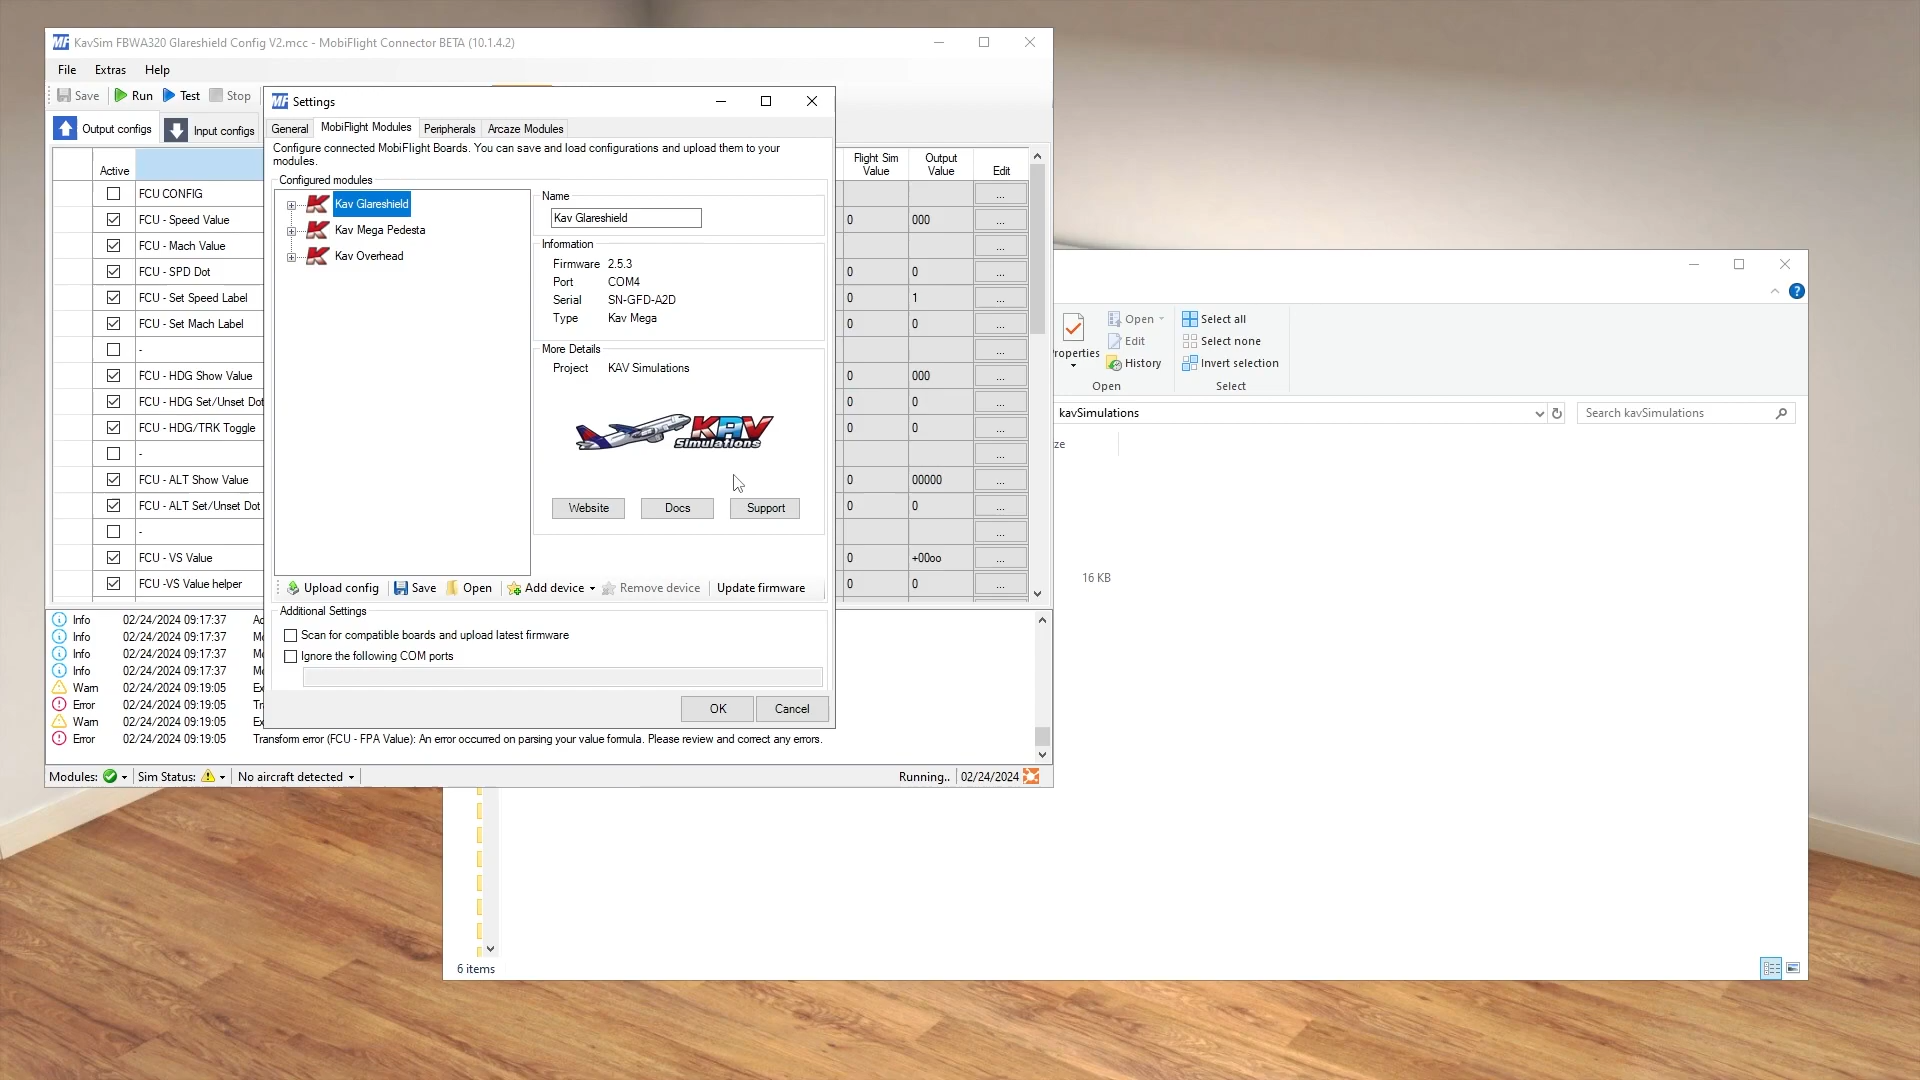 KavSim FBWA320 Glareshield Config V2.mcc - MobiFlight Connector BETA (10.1.4.2)
File Extras Help
Save Run Test Stop
Output configs Input configs
Active
Flight Sim Value Output Value Edit
FCU CONFIG ...
FCU - Speed Value 0 000 ...
FCU - Mach Value ...
FCU - SPD Dot 0 0 ...
FCU - Set Speed Label 0 1 ...
FCU - Set Mach Label 0 0 ...
- ...
FCU - HDG Show Value 0 000 ...
FCU - HDG Set/Unset Dot 0 0 ...
FCU - HDG/TRK Toggle 0 0 ...
- ...
FCU - ALT Show Value 0 00000 ...
FCU - ALT Set/Unset Dot 0 0 ...
- ...
FCU - VS Value 0 +00oo ...
FCU -VS Value helper 0 0 ...
Settings
General MobiFlight Modules Peripherals Arcaze Modules
Configure connected MobiFlight Boards. You can save and load configurations and upload them to your
modules.
Configured modules
Kav Glareshield
Kav Mega Pedesta
Kav Overhead
Name
Kav Glareshield
Information
Firmware 2.5.3
Port COM4
Serial SN-GFD-A2D
Type Kav Mega
More Details
Project KAV Simulations
KAV
Simulations
Website Docs Support
Upload config Save Open Add device Remove device Update firmware
Additional Settings
Scan for compatible boards and upload latest firmware
Ignore the following COM ports
OK Cancel
Info 02/24/2024 09:17:37
Info 02/24/2024 09:17:37
Info 02/24/2024 09:17:37
Info 02/24/2024 09:17:37
Warn 02/24/2024 09:19:05
Error 02/24/2024 09:19:05
Warn 02/24/2024 09:19:05
Error 02/24/2024 09:19:05 Transform error (FCU - FPA Value): An error occurred on parsing your value formula. Please review and correct any errors.
Modules: Sim Status: No aircraft detected Running.. 02/24/2024
Open Select all
Edit Select none
roperties History Invert selection
Open Select
kavSimulations Search kavSimulations
ze
16 KB
6 items